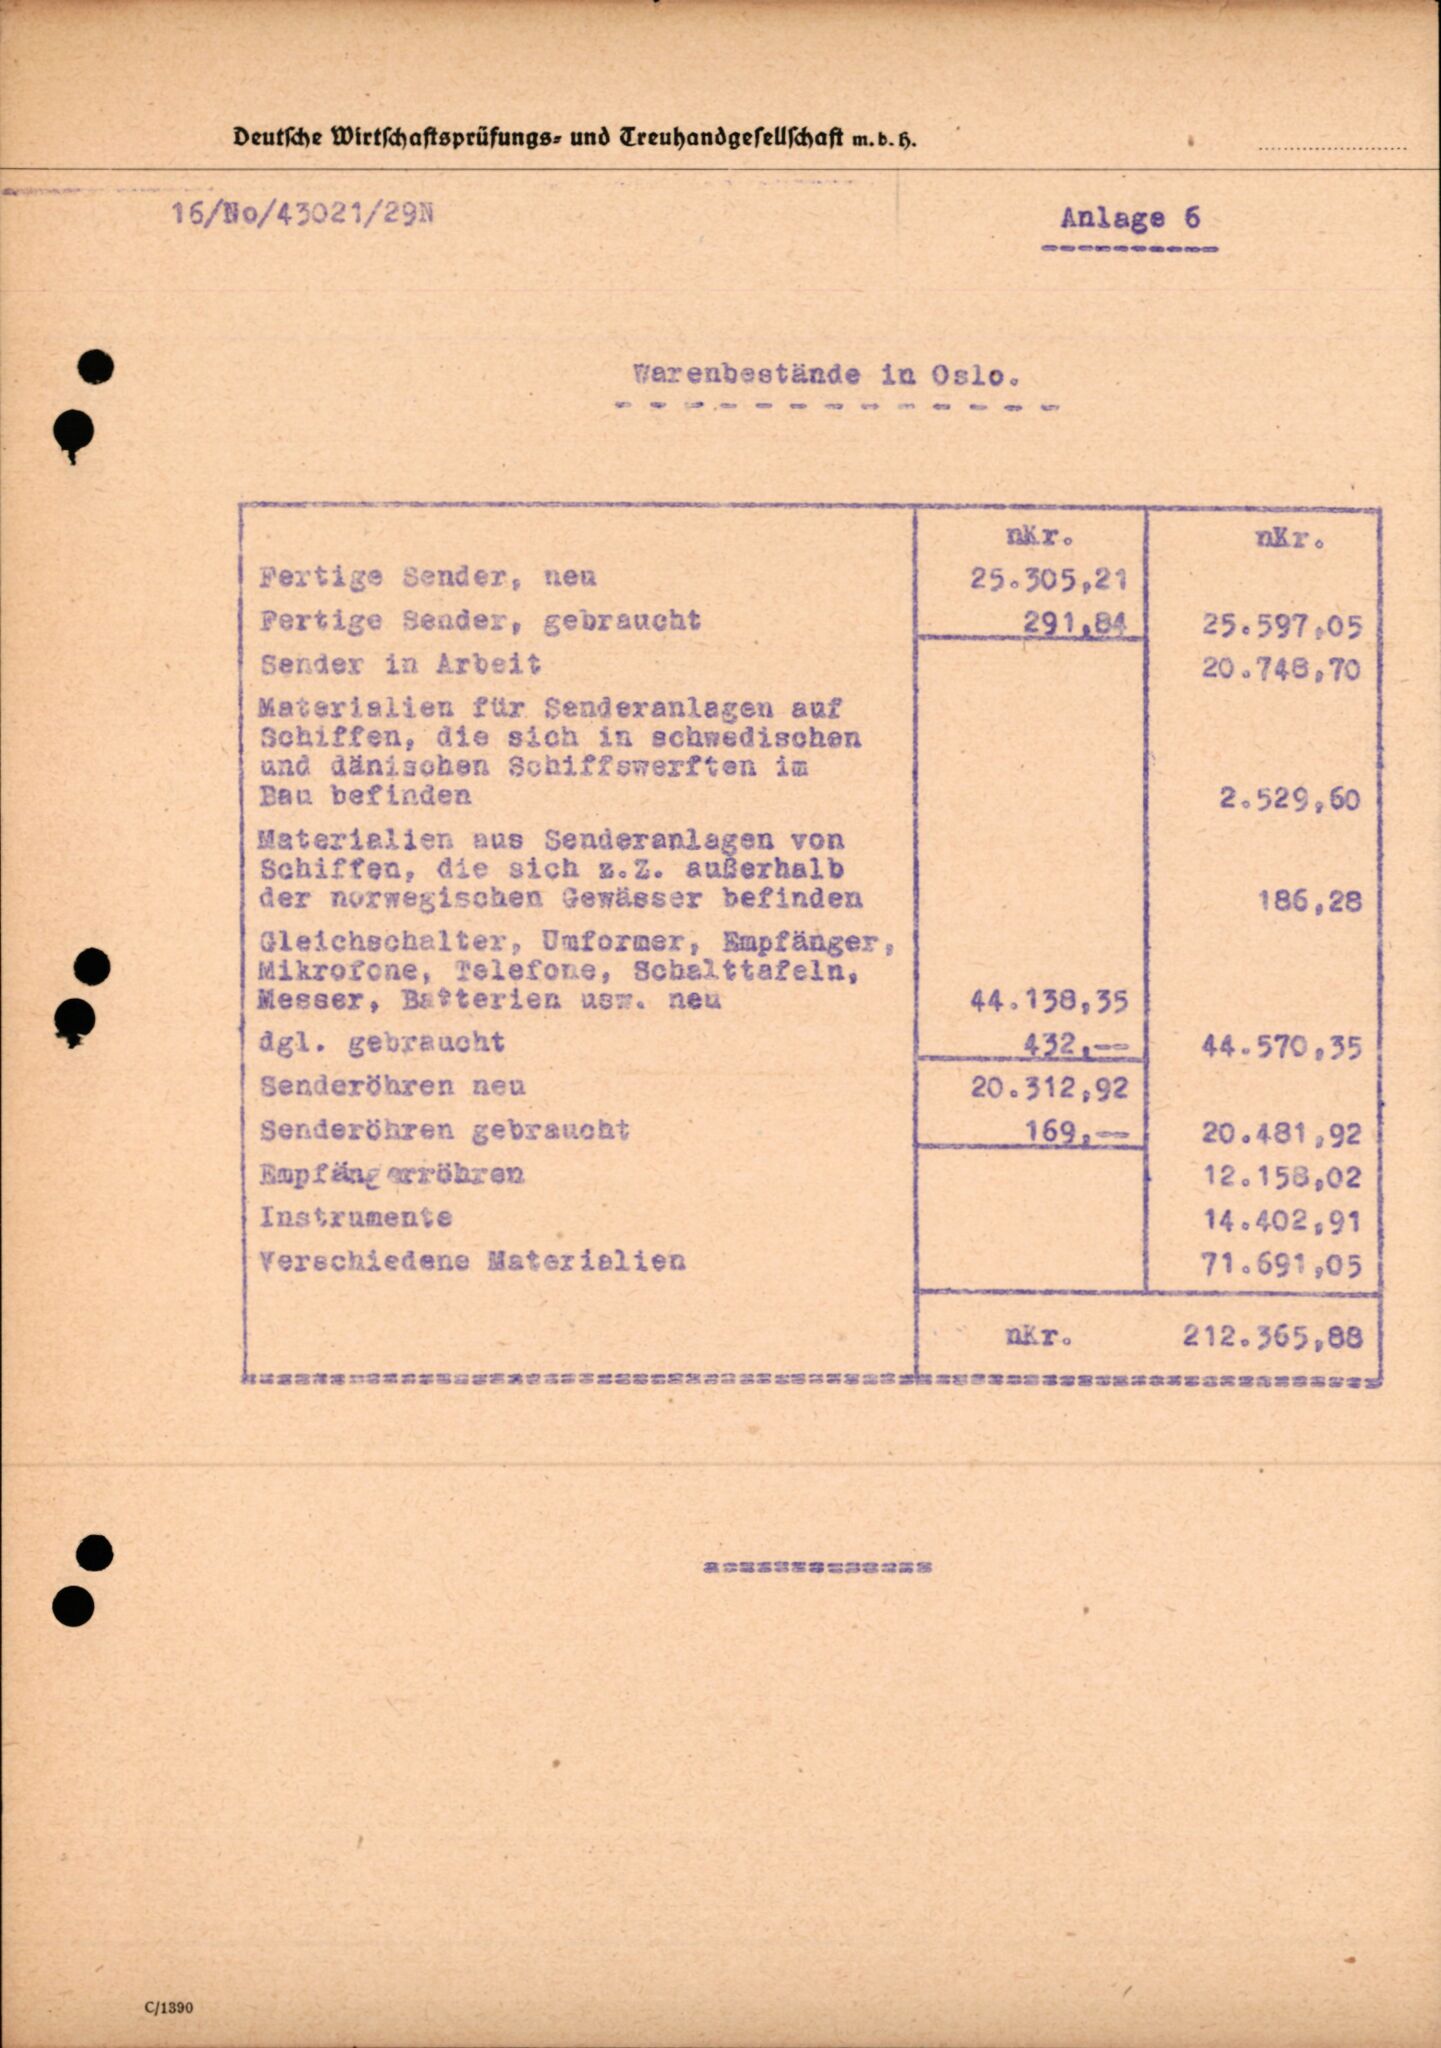 Deutsche Wirtschaftsprüfungs- und Treuhandgesellschaft m.b.H.
16/No/43021/29N
Anlage 6
Warenbestände in Oslo.
nKr. nKr.
Fertige Sender, neu 25.305,21
Fertige Sender, gebraucht 291,84 25.597,05
Sender in Arbeit 20.748,70
Materialien für Senderanlagen auf
Schiffen, die sich in schwedischen
und dänischen Schiffswerften im
Bau befinden 2.529,60
Materialien aus Senderanlagen von
Schiffen, die sich z.Z. außerhalb
der norwegischen Gewässer befinden 186,28
Gleichschalter, Umformer, Empfänger,
Mikrofone, Telefone, Schalttafeln,
Messer, Batterien usw. neu 44.138,35
dgl. gebraucht 432,-- 44.570,35
Senderöhren neu 20.312,92
Senderöhren gebraucht 169,-- 20.481,92
Empfängerröhren 12.158,02
Instrumente 14.402,91
Verschiedene Materialien 71.691,05
nKr. 212.365,88
C/1390